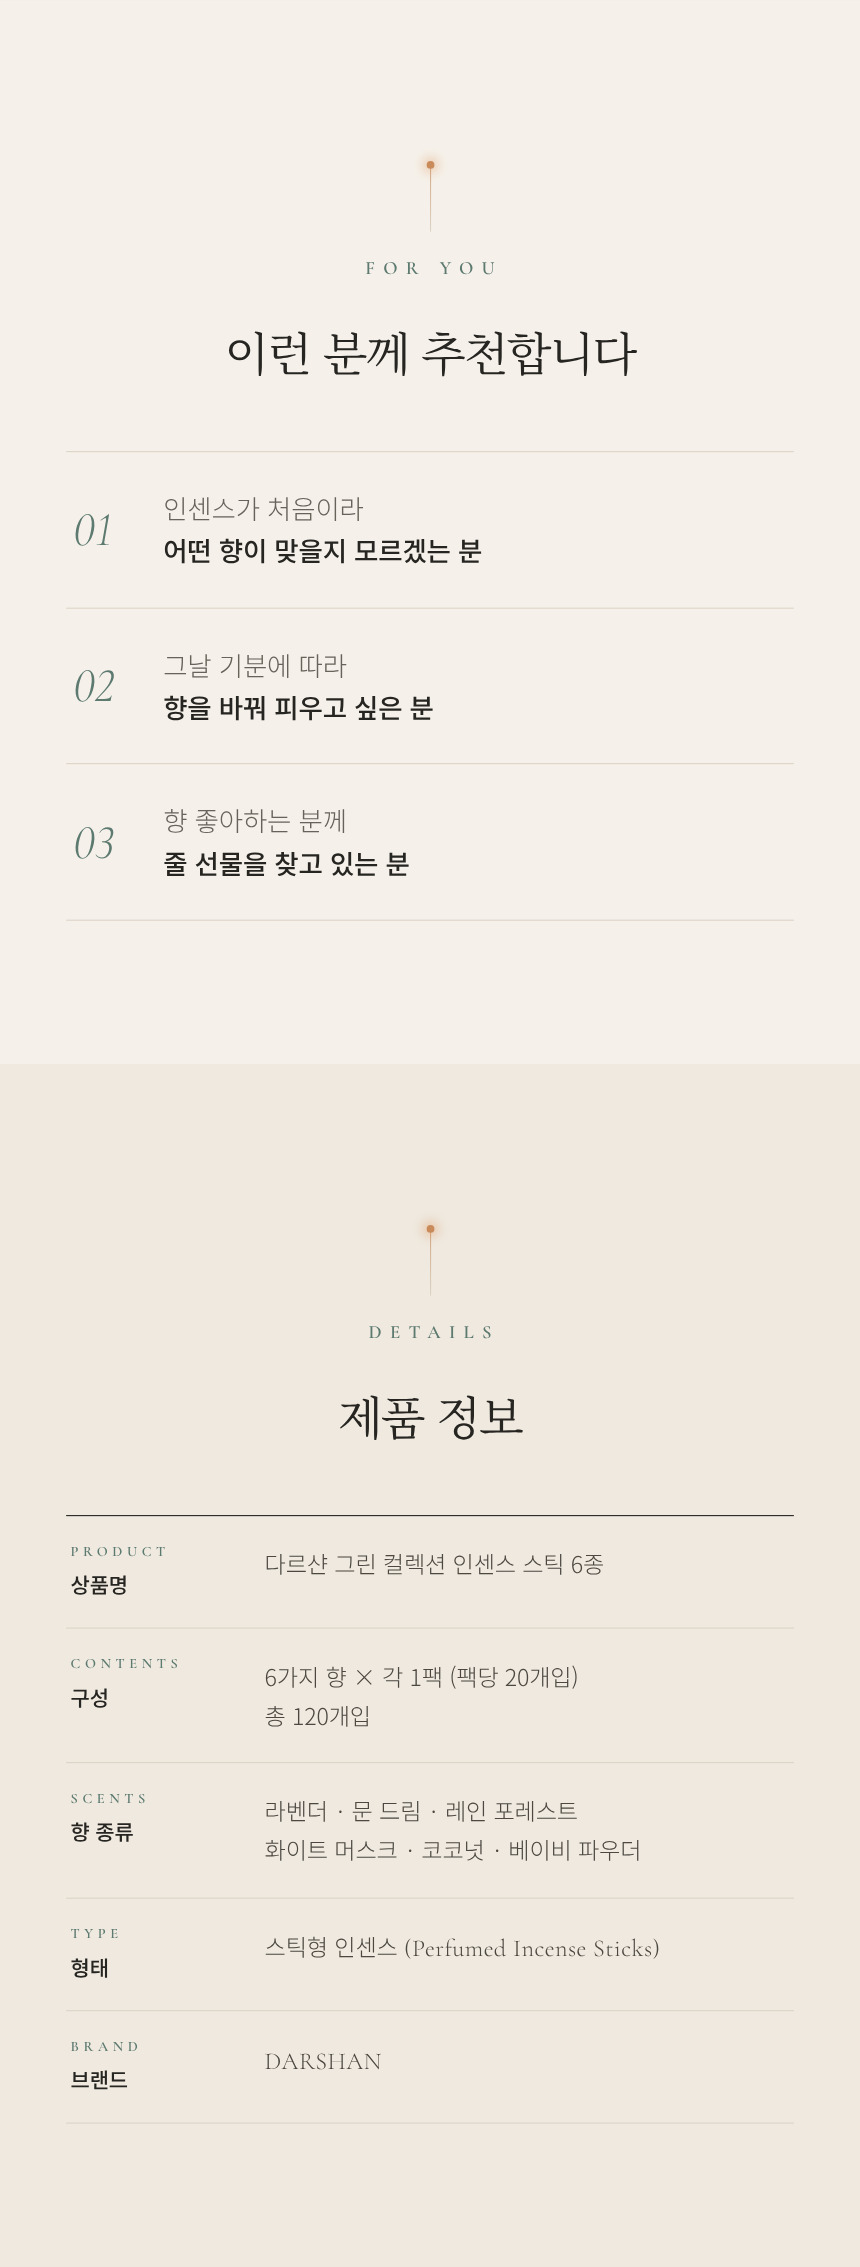 FOR YOU
이런 분께 추천합니다
01
인센스가 처음이라
어떤 향이 맞을지 모르겠는 분
02
그날 기분에 따라
향을 바꿔 피우고 싶은 분
03
향 좋아하는 분께
줄 선물을 찾고 있는 분
DETAILS
제품 정보
PRODUCT
상품명
다르샨 그린 컬렉션 인센스 스틱 6종
CONTENTS
구성
6가지 향 × 각 1팩 (팩당 20개입)
총 120개입
SCENTS
향 종류
라벤더 · 문 드림 · 레인 포레스트
화이트 머스크 · 코코넛 · 베이비 파우더
TYPE
형태
스틱형 인센스 (Perfumed Incense Sticks)
BRAND
브랜드
DARSHAN